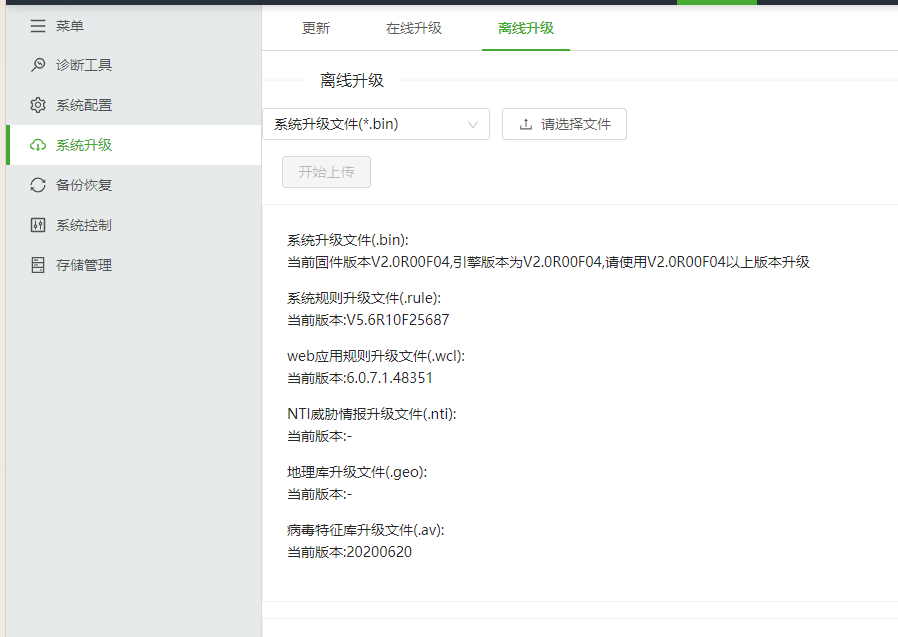 菜单
诊断工具
系统配置
系统升级
备份恢复
系统控制
存储管理
更新
在线升级
离线升级
离线升级
系统升级文件(*.bin)
请选择文件
开始上传
系统升级文件(.bin):
当前固件版本V2.0R00F04,引擎版本为V2.0R00F04,请使用V2.0R00F04以上版本升级
系统规则升级文件(.rule):
当前版本:V5.6R10F25687
web应用规则升级文件(.wcl):
当前版本:6.0.7.1.48351
NTI威胁情报升级文件(.nti):
当前版本:-
地理库升级文件(.geo):
当前版本:-
病毒特征库升级文件(.av):
当前版本:20200620